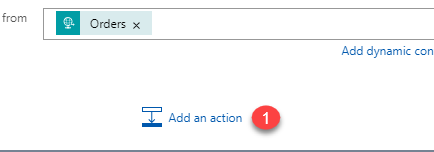 from
Orders ×
Add dynamic con
Add an action 1